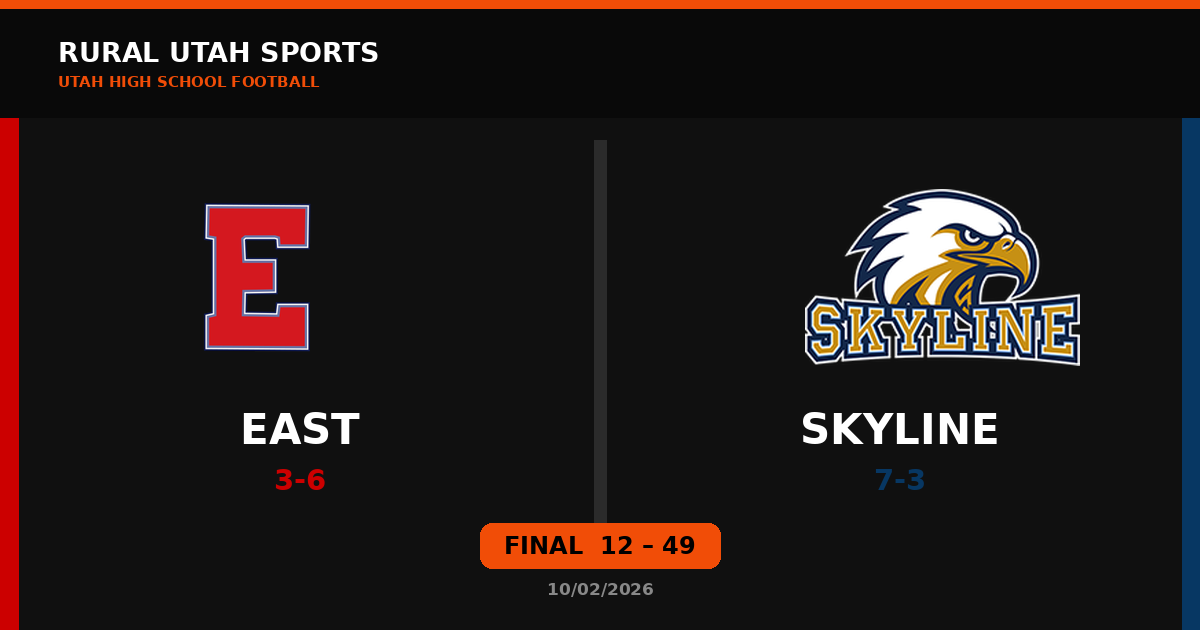 RURAL UTAH SPORTS
UTAH HIGH SCHOOL FOOTBALL
E
SKYLINE
EAST
SKYLINE
3-6
7-3
FINAL 12 – 49
10/02/2026